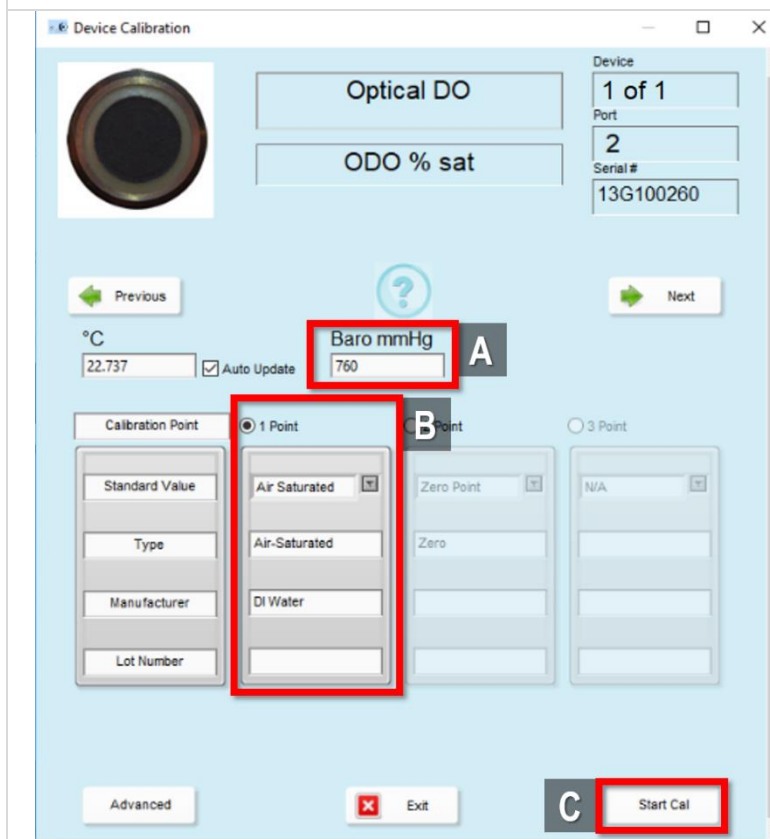 Device Calibration
Optical DO
ODO % sat
Device
1 of 1
Port
2
Serial #
13G100260
Previous
?
Next
°C
22.737
Auto Update
Baro mmHg
760
A
Calibration Point
1 Point
B
Point
3 Point
Standard Value
Air Saturated
Zero Point
N/A
Type
Air-Saturated
Zero
Manufacturer
DI Water
Lot Number
Advanced
Exit
C
Start Cal